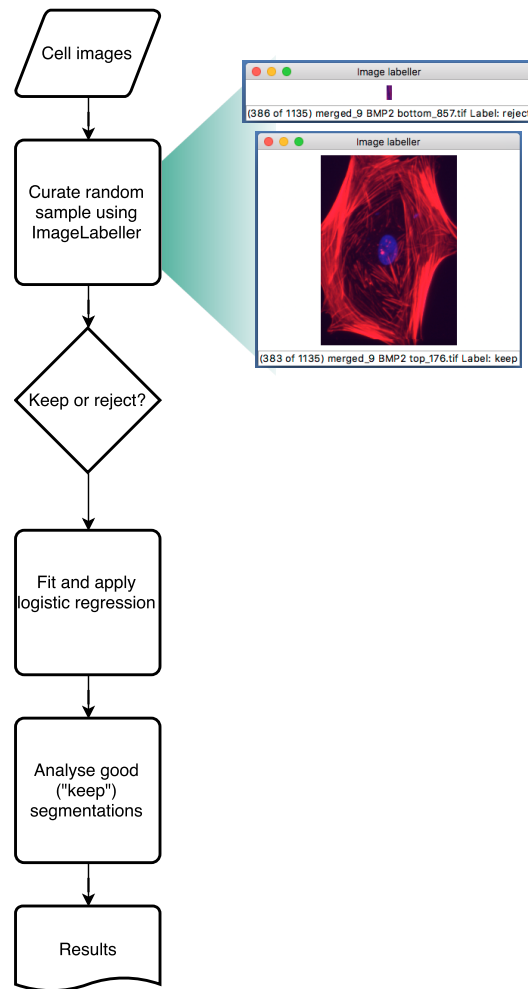 Cell images
Image labeller
(386 of 1135) merged_9 BMP2 bottom_857.tif Label: reject
Image labeller
(383 of 1135) merged_9 BMP2 top_176.tif Label: keep
Curate random
sample using
ImageLabeller
Keep or reject?
Fit and apply
logistic regression
Analyse good
("keep")
segmentations
Results